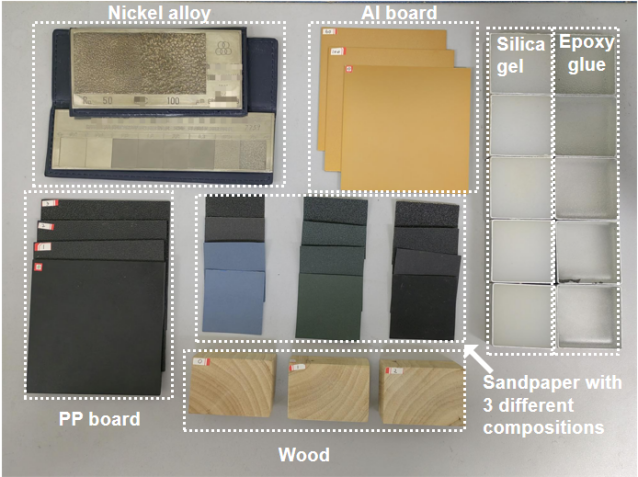 Nickel alloy
Al board
Silica
gel
Epoxy
glue
50
100
PP board
Sandpaper with
3 different
compositions
Wood